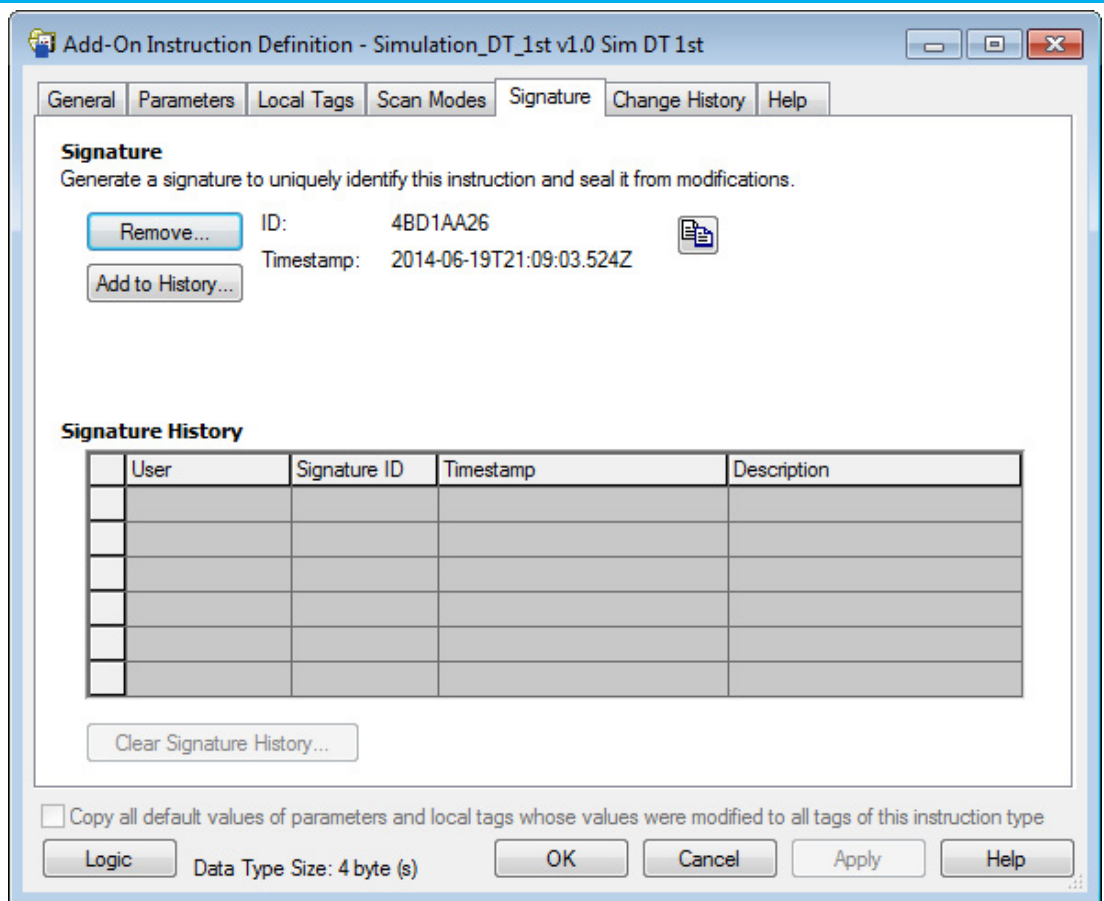 Add-On Instruction Definition - Simulation_DT_1st v1.0 Sim DT 1st
General Parameters Local Tags Scan Modes Signature Change History Help
Signature
Generate a signature to uniquely identify this instruction and seal it from modifications.
Remove... ID: 4BD1AA26
Timestamp: 2014-06-19T21:09:03.524Z
Add to History...
Signature History
User Signature ID Timestamp Description
Clear Signature History...
Copy all default values of parameters and local tags whose values were modified to all tags of this instruction type
Logic Data Type Size: 4 byte (s) OK Cancel Apply Help